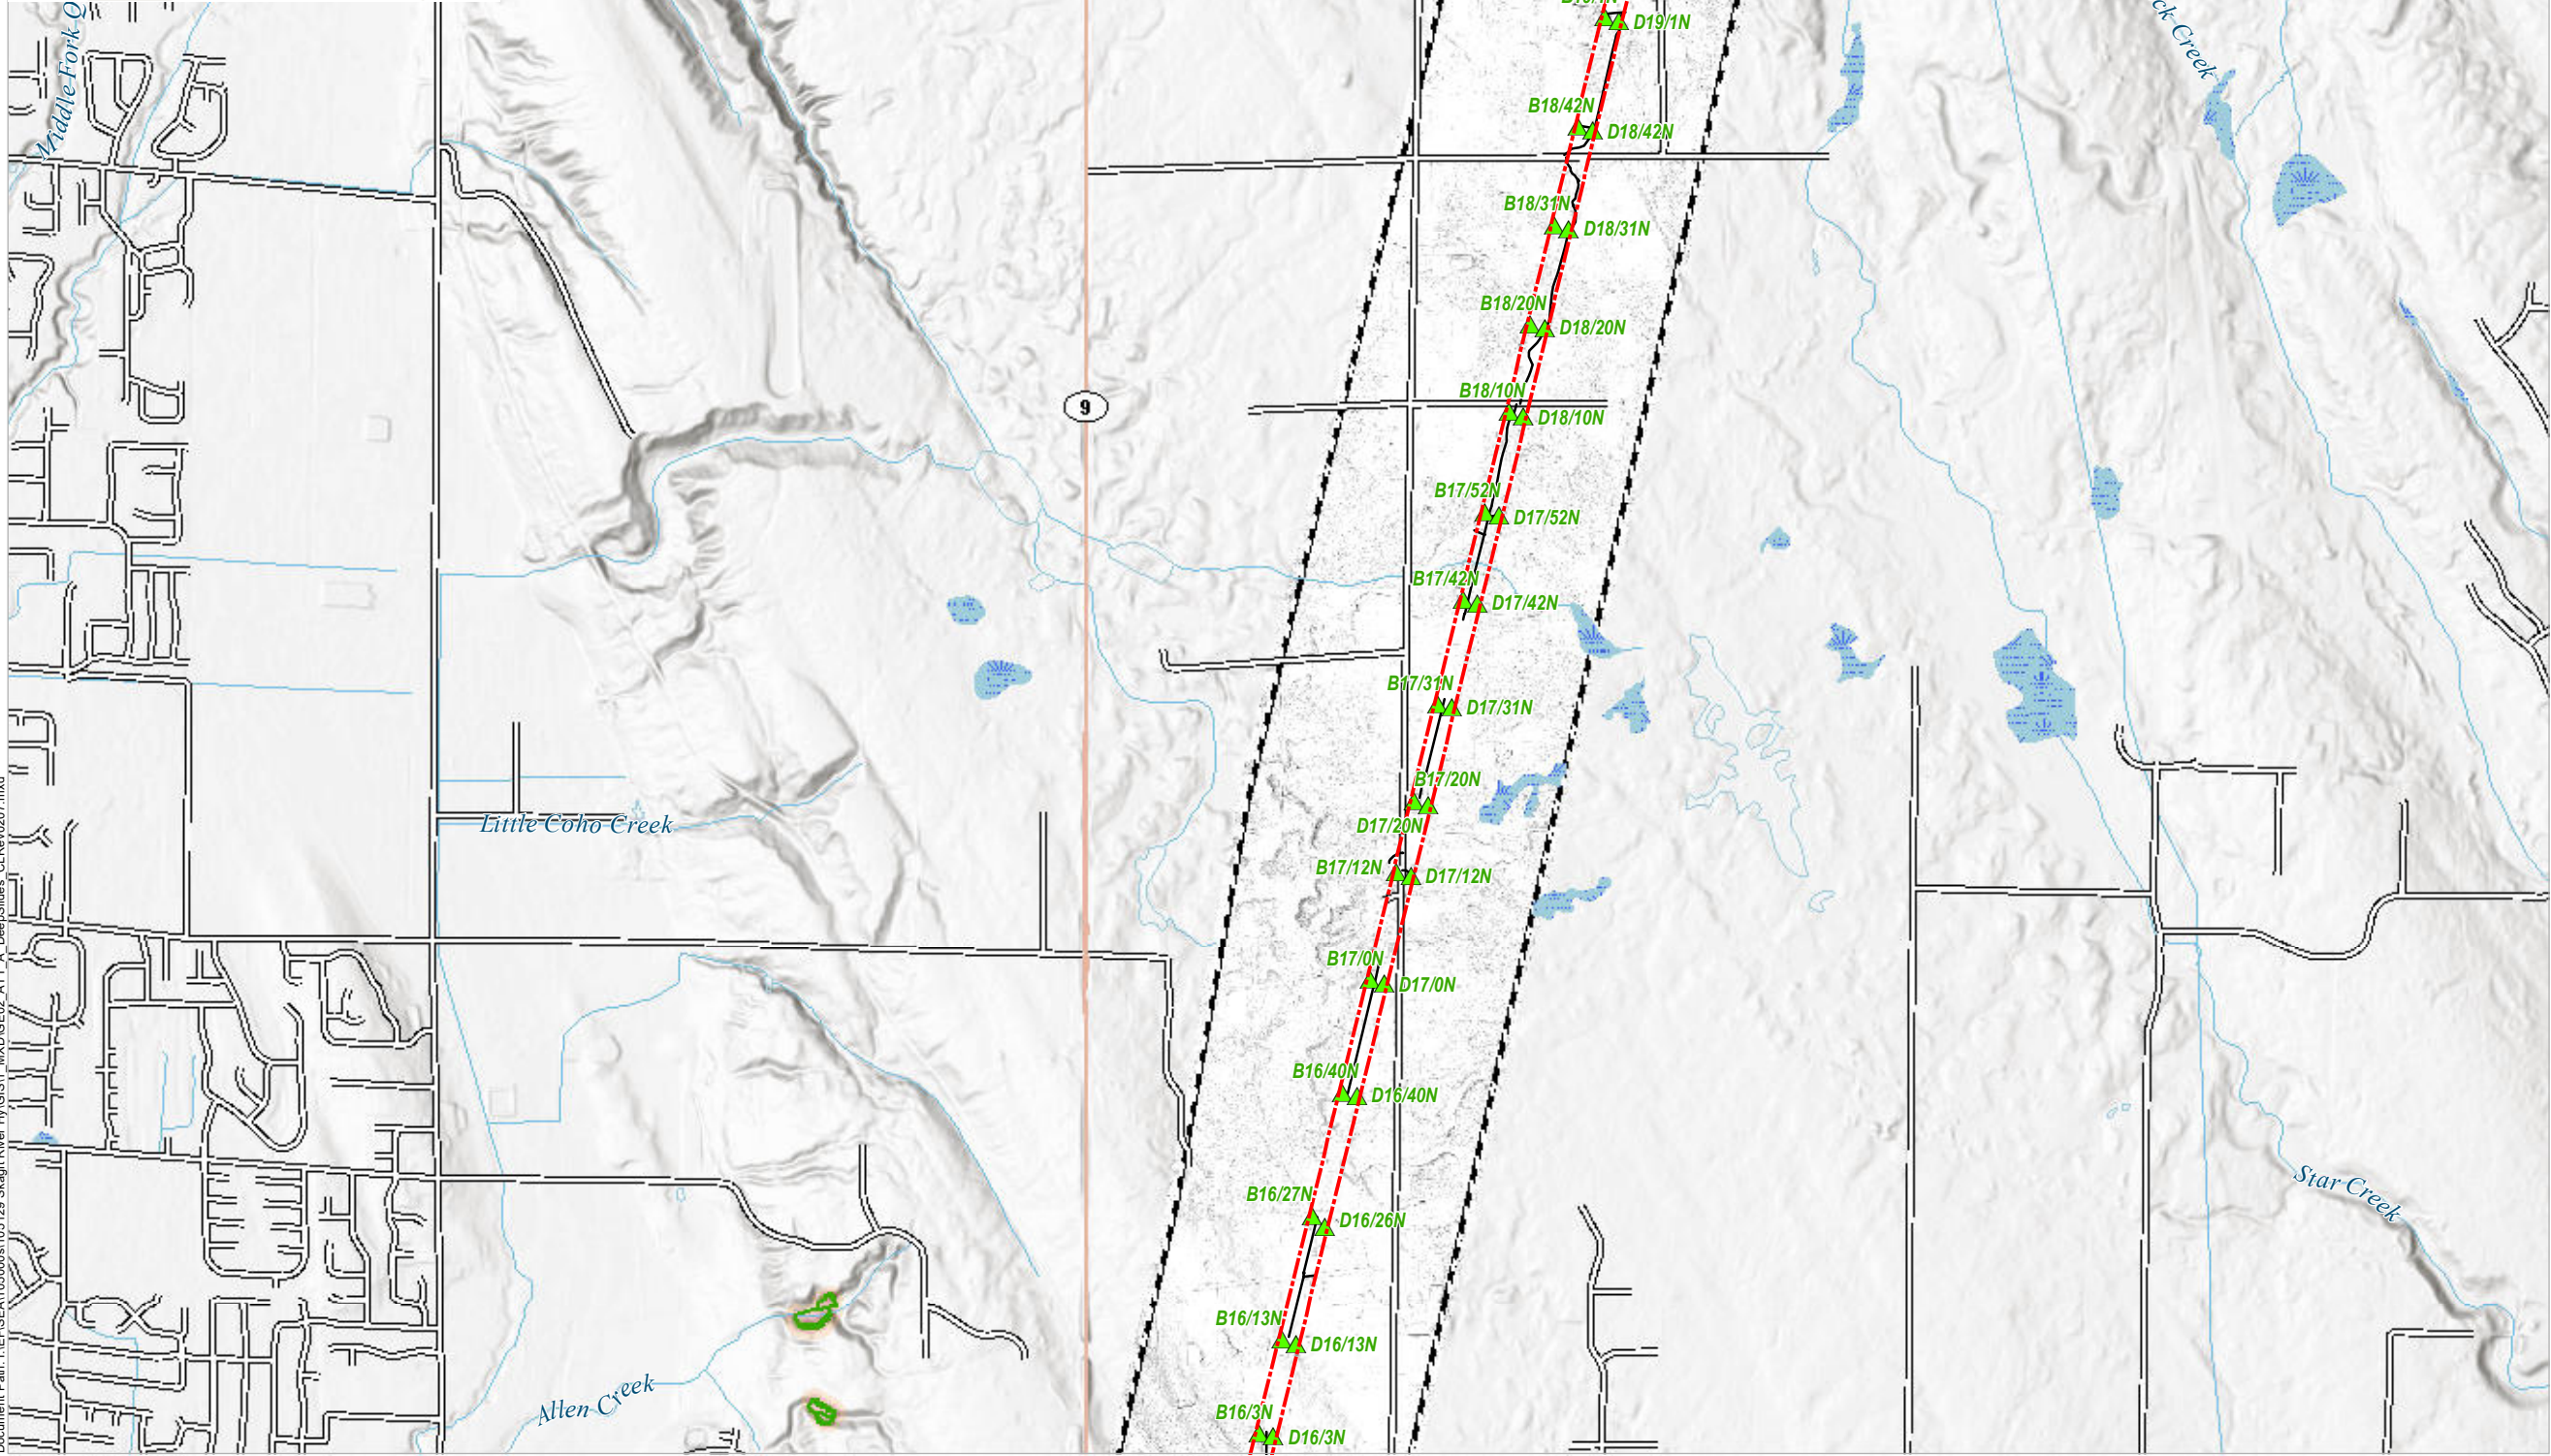 Middle Fork Q
ck Creek
D19/1N
B18/42N
D18/42N
B18/31N
D18/31N
B18/20N
D18/20N
B18/10N
D18/10N
9
B17/52N
D17/52N
B17/42N
D17/42N
B17/31N
D17/31N
B17/20N
D17/20N
Little Coho Creek
B17/12N
D17/12N
B17/0N
D17/0N
B16/40N
D16/40N
B16/27N
D16/26N
Star Creek
B16/13N
D16/13N
Allen Creek
B16/3N
D16/3N